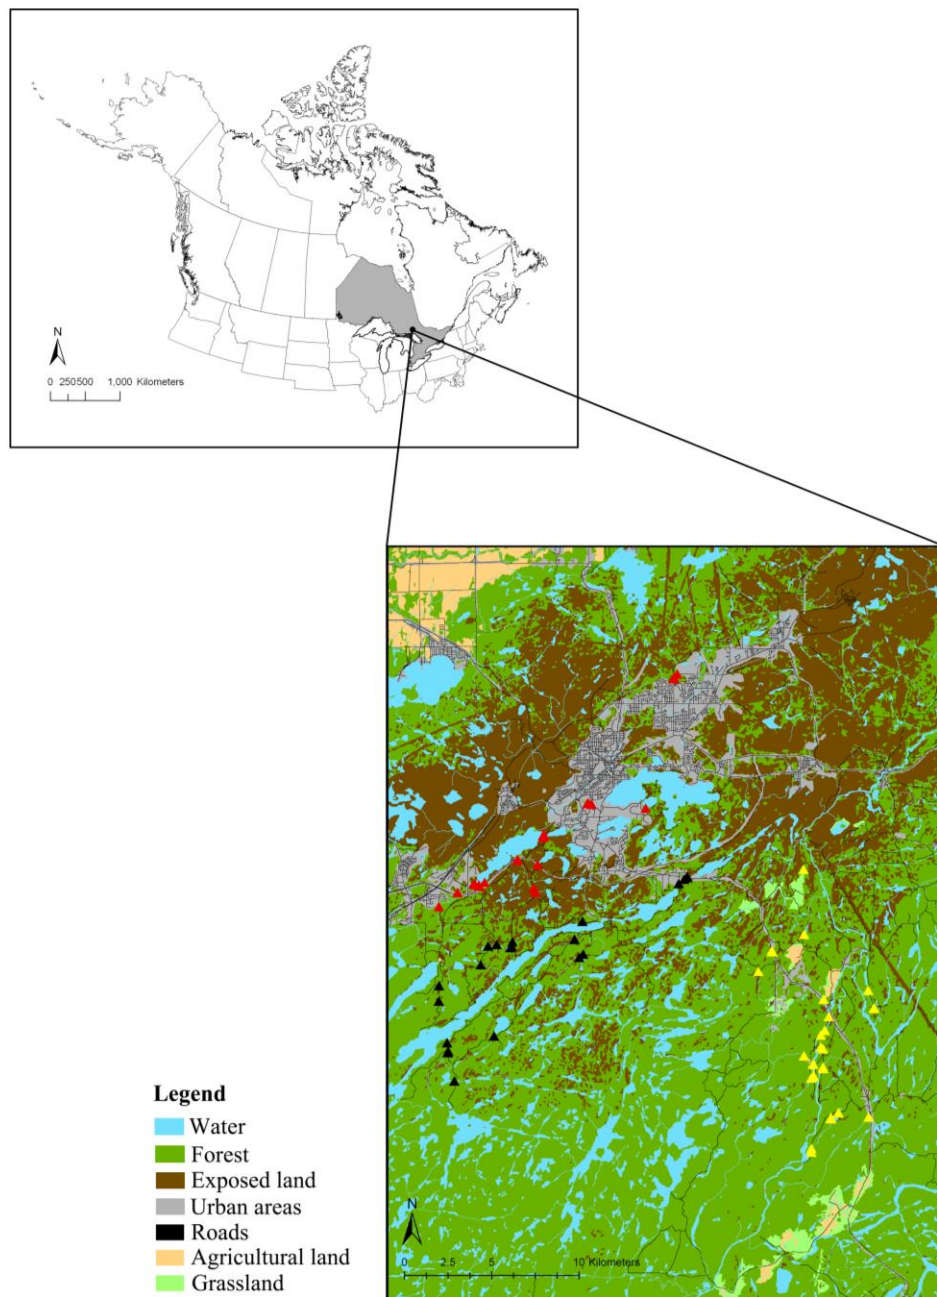 N
0 250500 1,000 Kilometers
Legend
Water
Forest
Exposed land
Urban areas
Roads
Agricultural land
Grassland
N
0 2.5 5 10 Kilometers